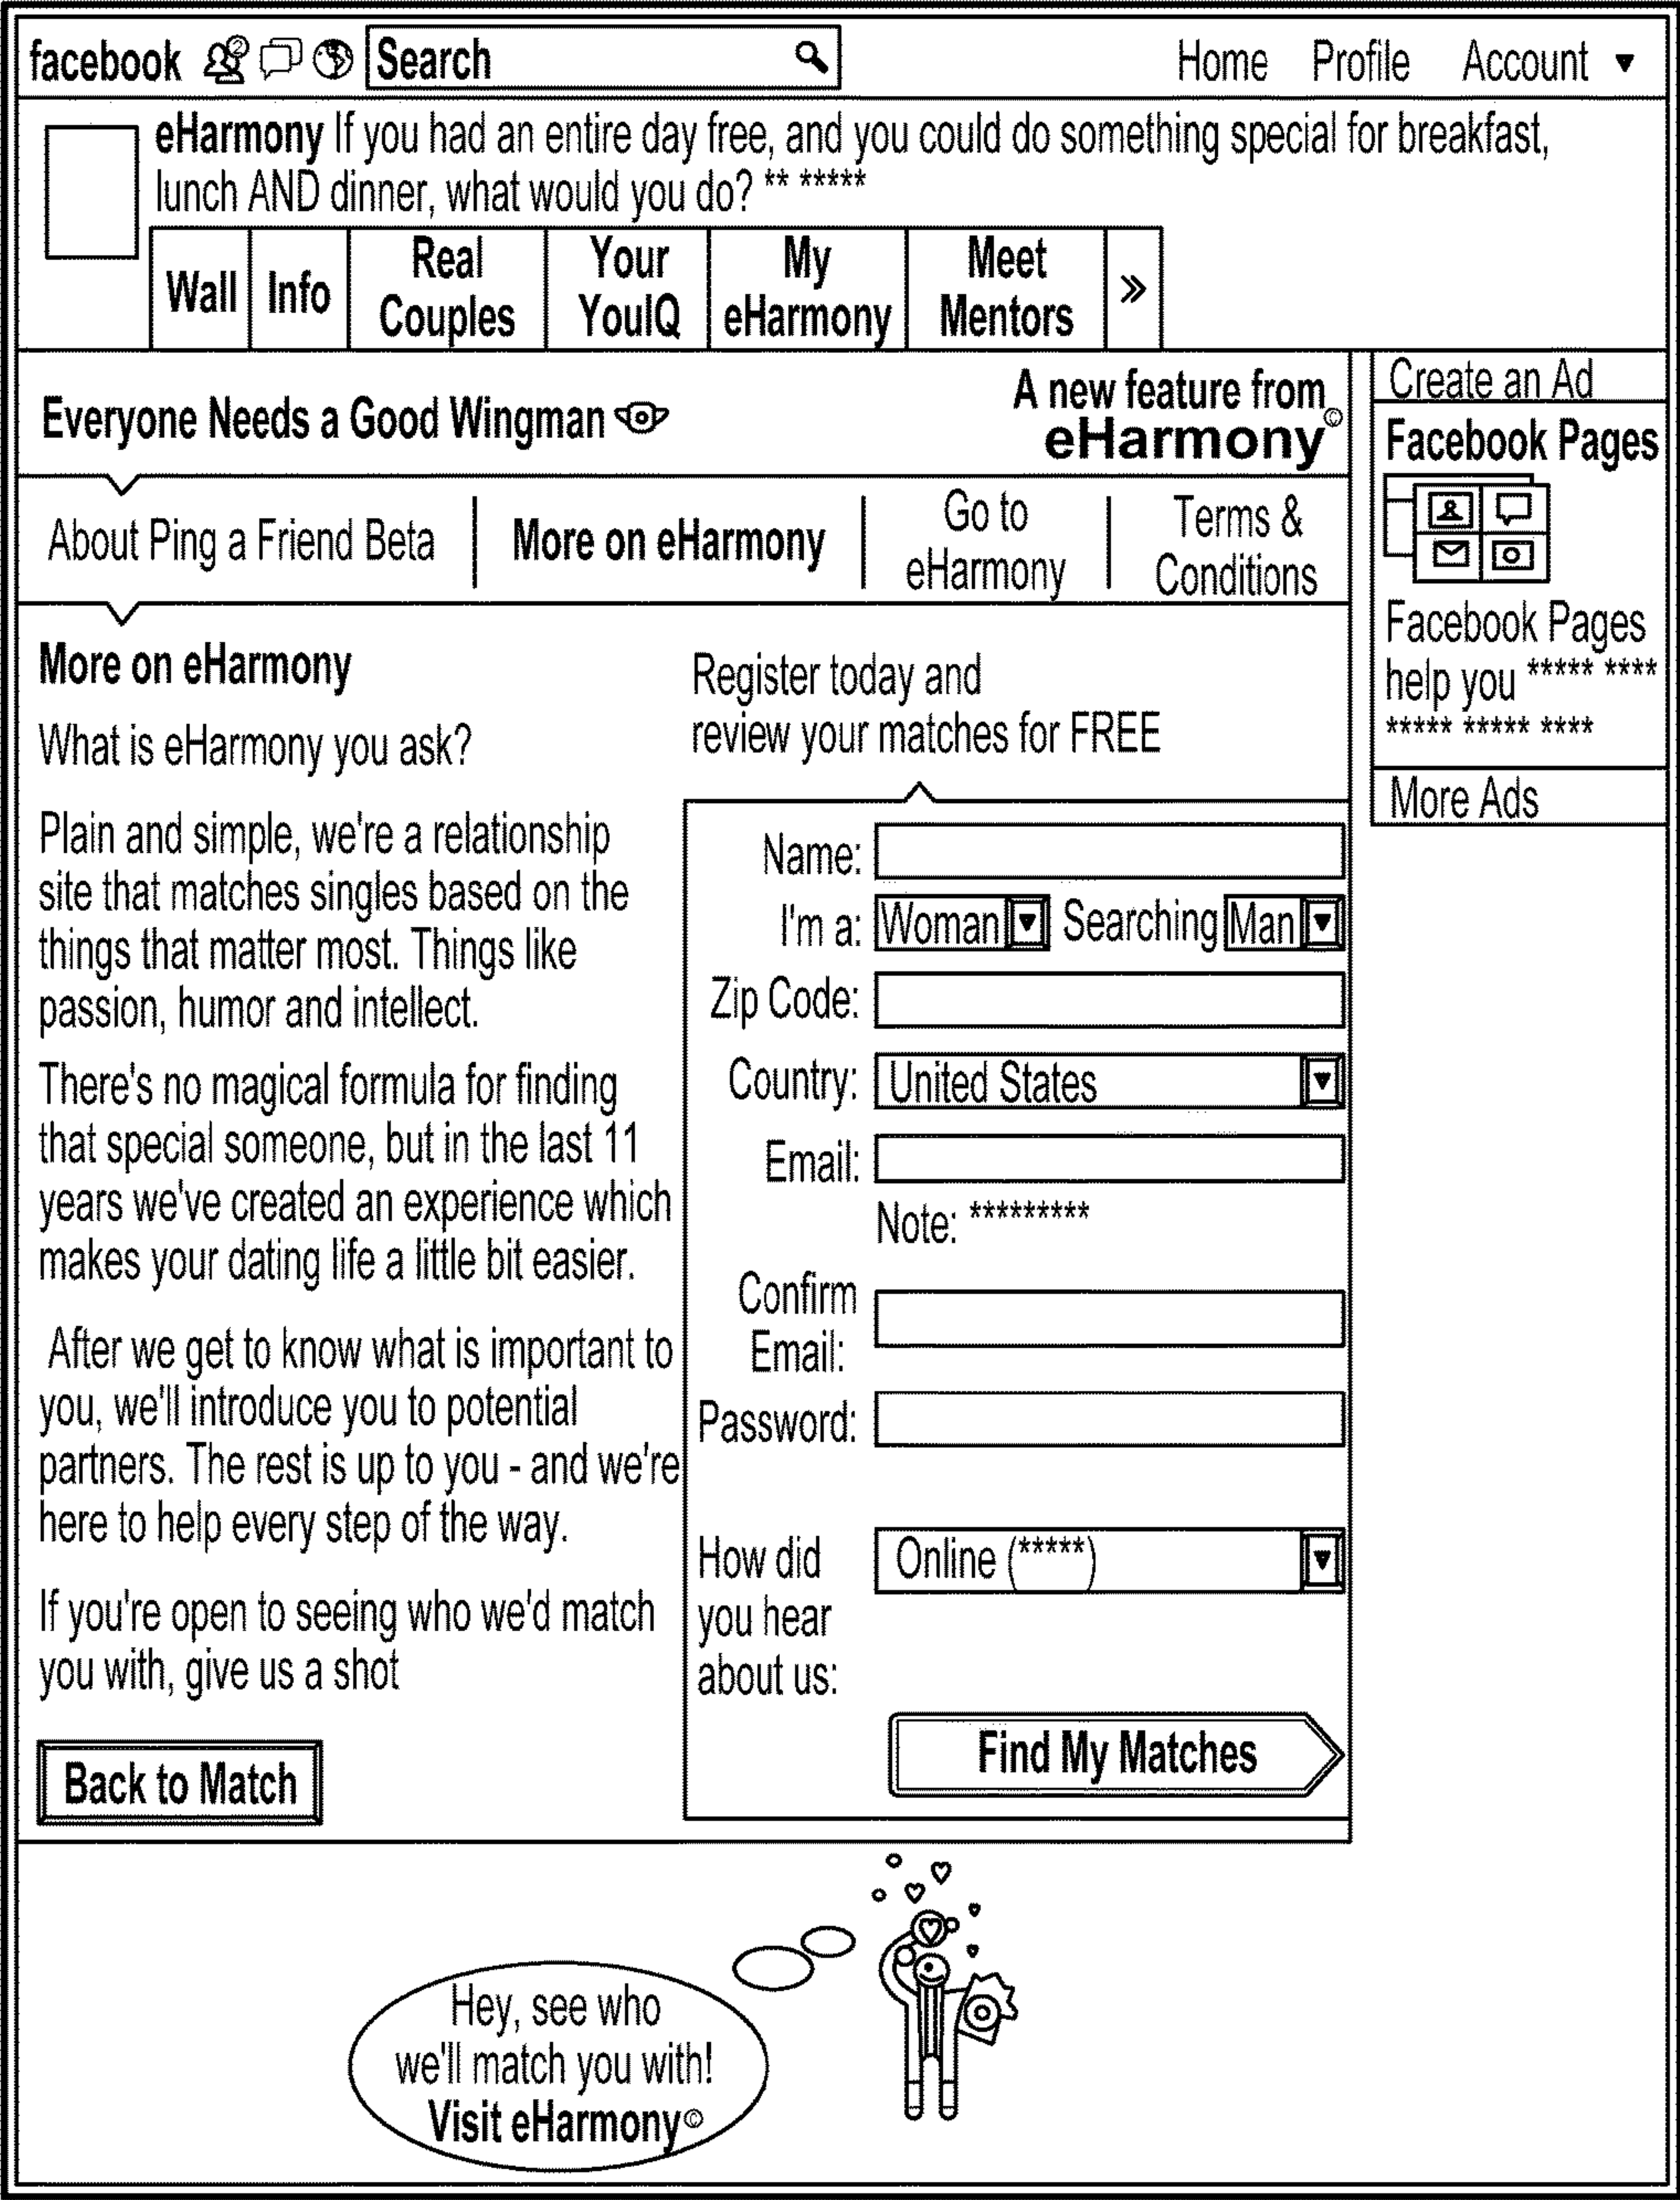 facebook Search Home Profile Account
eHarmony If you had an entire day free, and you could do something special for breakfast,
lunch AND dinner, what would you do? ** *****
Wall Info Real Couples Your YouIQ My eHarmony Meet Mentors »
Everyone Needs a Good Wingman
A new feature from
eHarmony©
About Ping a Friend Beta | More on eHarmony | Go to eHarmony | Terms & Conditions
More on eHarmony
What is eHarmony you ask?
Plain and simple, we're a relationship
site that matches singles based on the
things that matter most. Things like
passion, humor and intellect.
There's no magical formula for finding
that special someone, but in the last 11
years we've created an experience which
makes your dating life a little bit easier.
After we get to know what is important to
you, we'll introduce you to potential
partners. The rest is up to you - and we're
here to help every step of the way.
If you're open to seeing who we'd match
you with, give us a shot
Back to Match
Register today and
review your matches for FREE
Name:
I'm a: Woman Searching Man
Zip Code:
Country: United States
Email:
Note: *********
Confirm
Email:
Password:
How did
you hear
about us:
Online (*****)
Find My Matches
Create an Ad
Facebook Pages
Facebook Pages
help you ***** ****
***** ***** ****
More Ads
Hey, see who
we'll match you with!
Visit eHarmony©